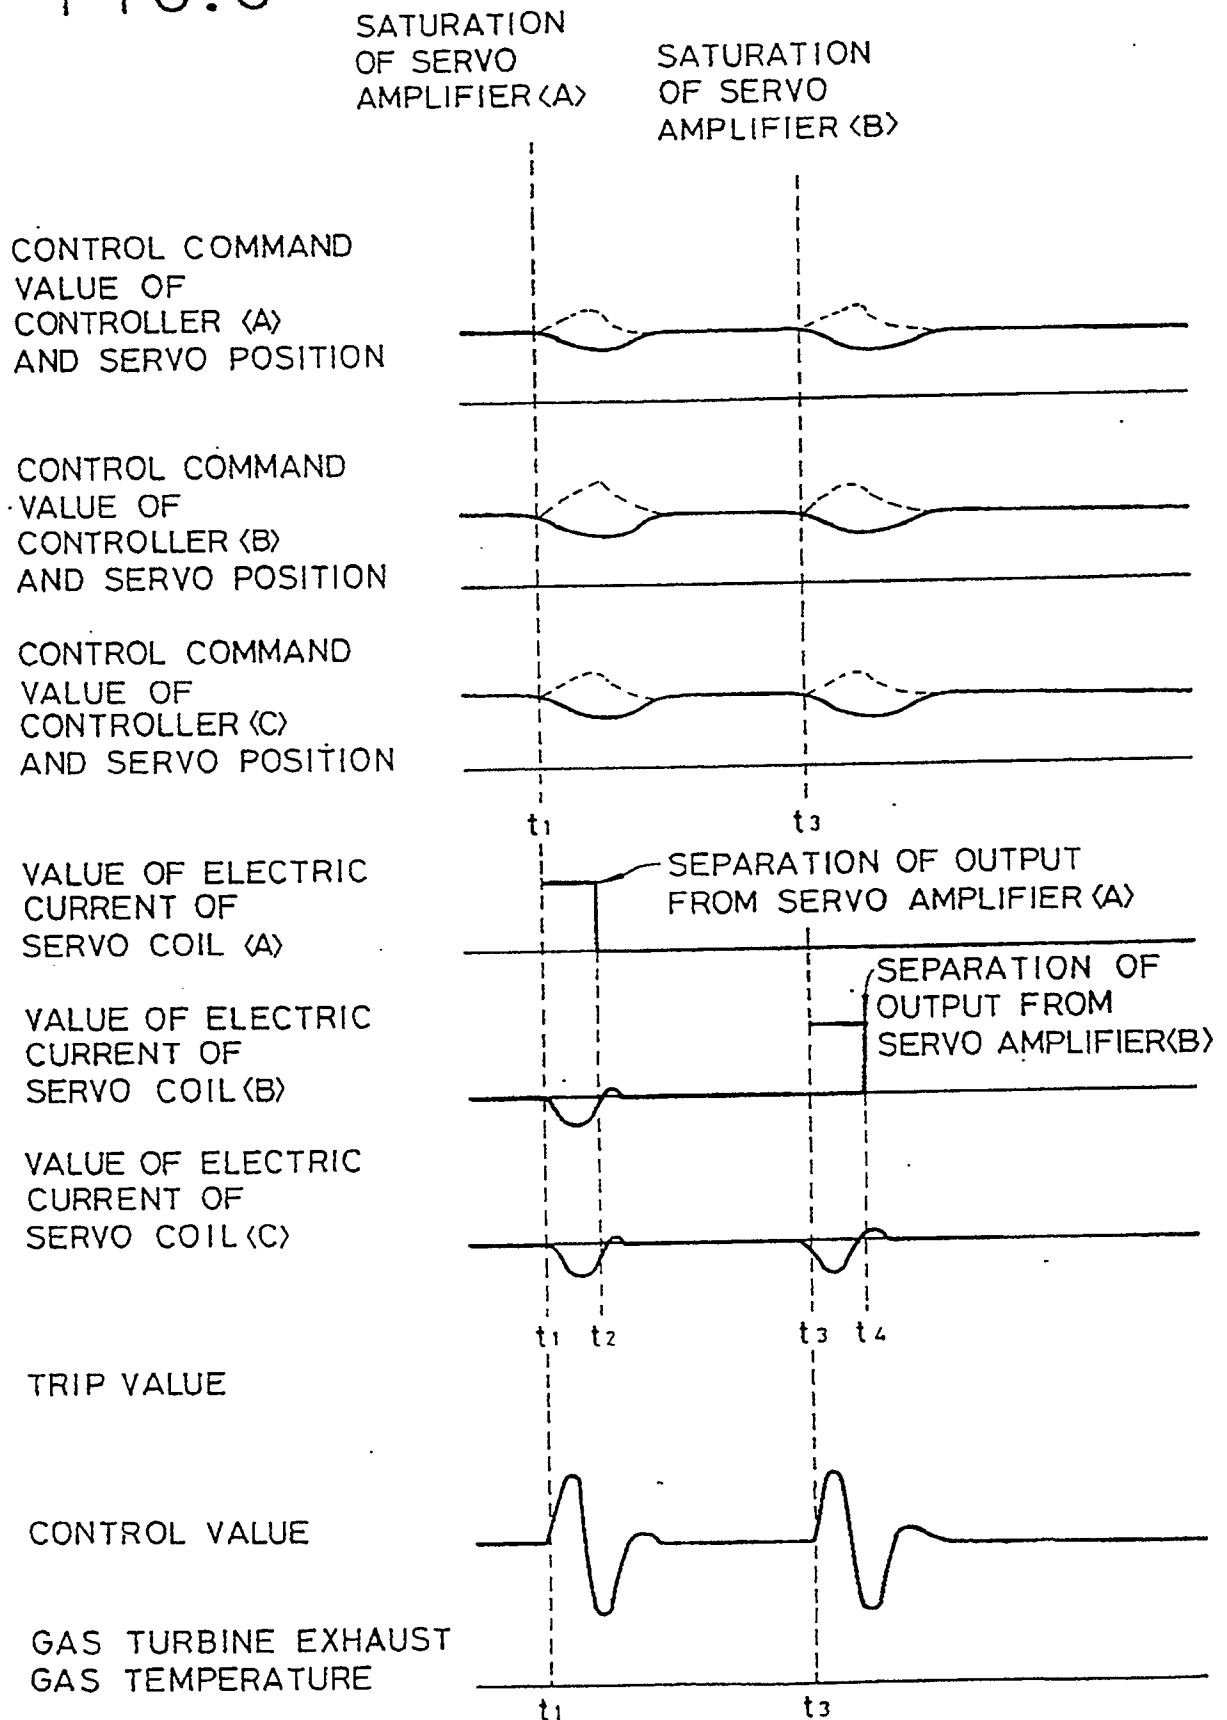 SATURATION
OF SERVO
AMPLIFIER〈A〉
SATURATION
OF SERVO
AMPLIFIER〈B〉
CONTROL COMMAND
VALUE OF
CONTROLLER 〈A〉
AND SERVO POSITION
CONTROL COMMAND
VALUE OF
CONTROLLER〈B〉
AND SERVO POSITION
CONTROL COMMAND
VALUE OF
CONTROLLER〈C〉
AND SERVO POSITION
t1 t3
VALUE OF ELECTRIC
CURRENT OF
SERVO COIL 〈A〉
SEPARATION OF OUTPUT
FROM SERVO AMPLIFIER〈A〉
VALUE OF ELECTRIC
CURRENT OF
SERVO COIL〈B〉
SEPARATION OF
OUTPUT FROM
SERVO AMPLIFIER〈B〉
VALUE OF ELECTRIC
CURRENT OF
SERVO COIL〈C〉
t1 t2 t3 t4
TRIP VALUE
CONTROL VALUE
GAS TURBINE EXHAUST
GAS TEMPERATURE
t1 t3